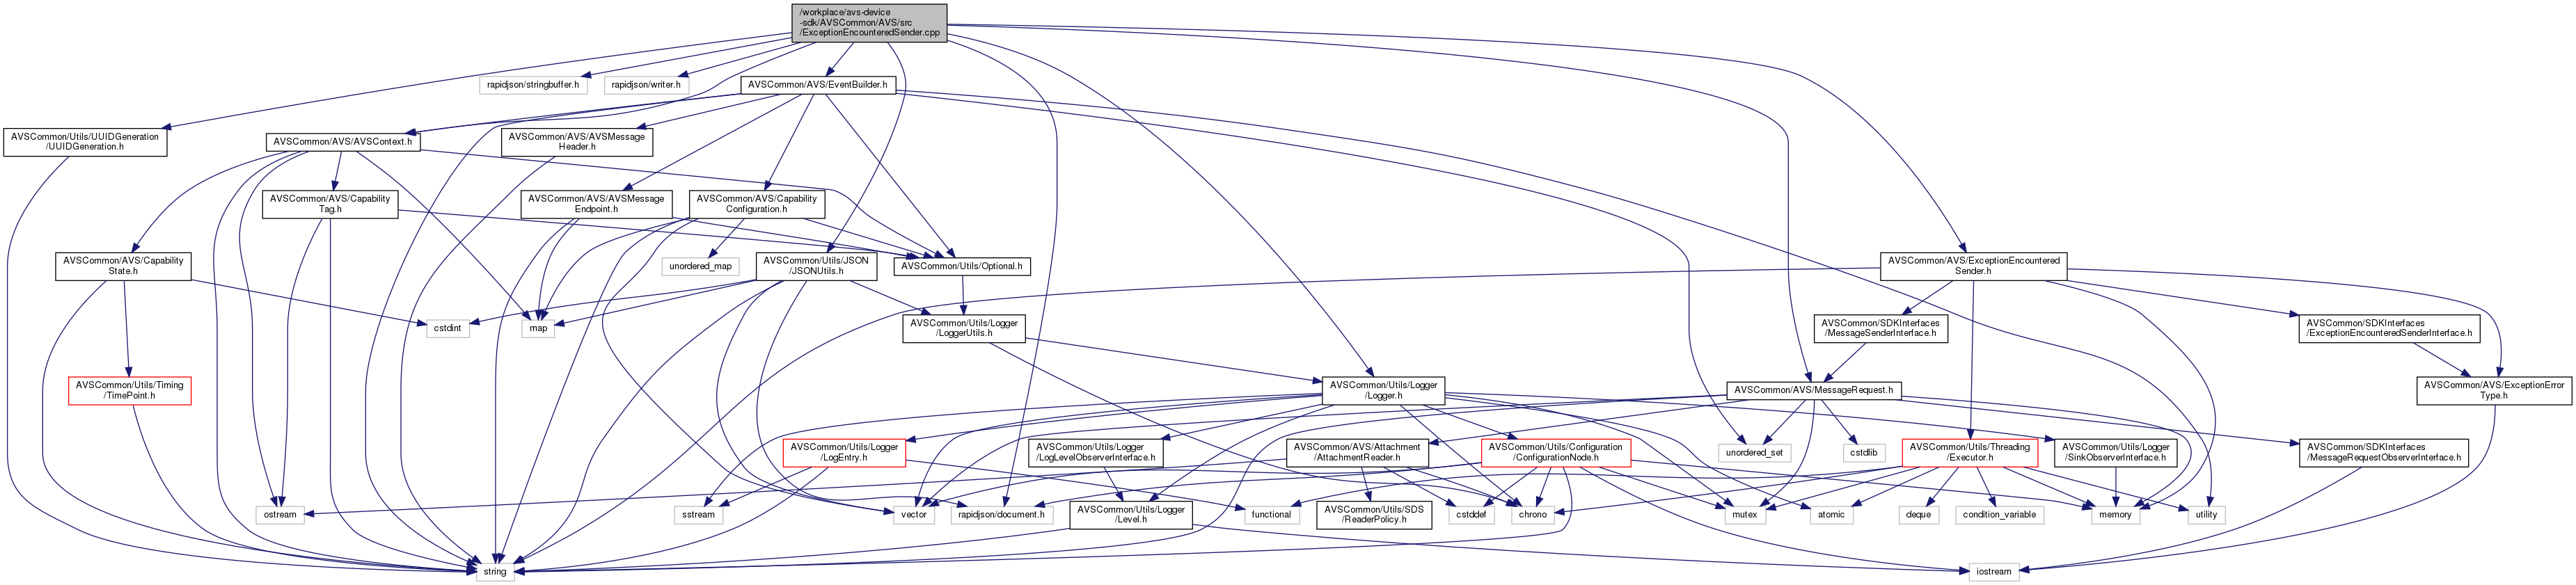 /workplace/avs-device
-sdk/AVSCommon/AVS/src
/ExceptionEncounteredSender.cpp
rapidjson/stringbuffer.h
rapidjson/writer.h
AVSCommon/AVS/EventBuilder.h
AVSCommon/Utils/UUIDGeneration
/UUIDGeneration.h
AVSCommon/AVS/AVSContext.h
AVSCommon/AVS/AVSMessage
Header.h
AVSCommon/AVS/Capability
Tag.h
AVSCommon/AVS/AVSMessage
Endpoint.h
AVSCommon/AVS/Capability
Configuration.h
AVSCommon/AVS/Capability
State.h
unordered_map
AVSCommon/Utils/JSON
/JSONUtils.h
AVSCommon/Utils/Optional.h
AVSCommon/AVS/ExceptionEncountered
Sender.h
cstdint
map
AVSCommon/Utils/Logger
/LoggerUtils.h
AVSCommon/SDKInterfaces
/MessageSenderInterface.h
AVSCommon/SDKInterfaces
/ExceptionEncounteredSenderInterface.h
AVSCommon/Utils/Timing
/TimePoint.h
AVSCommon/Utils/Logger
/Logger.h
AVSCommon/AVS/MessageRequest.h
AVSCommon/AVS/ExceptionError
Type.h
AVSCommon/Utils/Logger
/LogEntry.h
AVSCommon/Utils/Logger
/LogLevelObserverInterface.h
AVSCommon/AVS/Attachment
/AttachmentReader.h
AVSCommon/Utils/Configuration
/ConfigurationNode.h
unordered_set
cstdlib
AVSCommon/Utils/Threading
/Executor.h
AVSCommon/Utils/Logger
/SinkObserverInterface.h
AVSCommon/SDKInterfaces
/MessageRequestObserverInterface.h
ostream
sstream
vector
rapidjson/document.h
AVSCommon/Utils/Logger
/Level.h
functional
AVSCommon/Utils/SDS
/ReaderPolicy.h
cstddef
chrono
mutex
atomic
deque
condition_variable
memory
utility
string
iostream